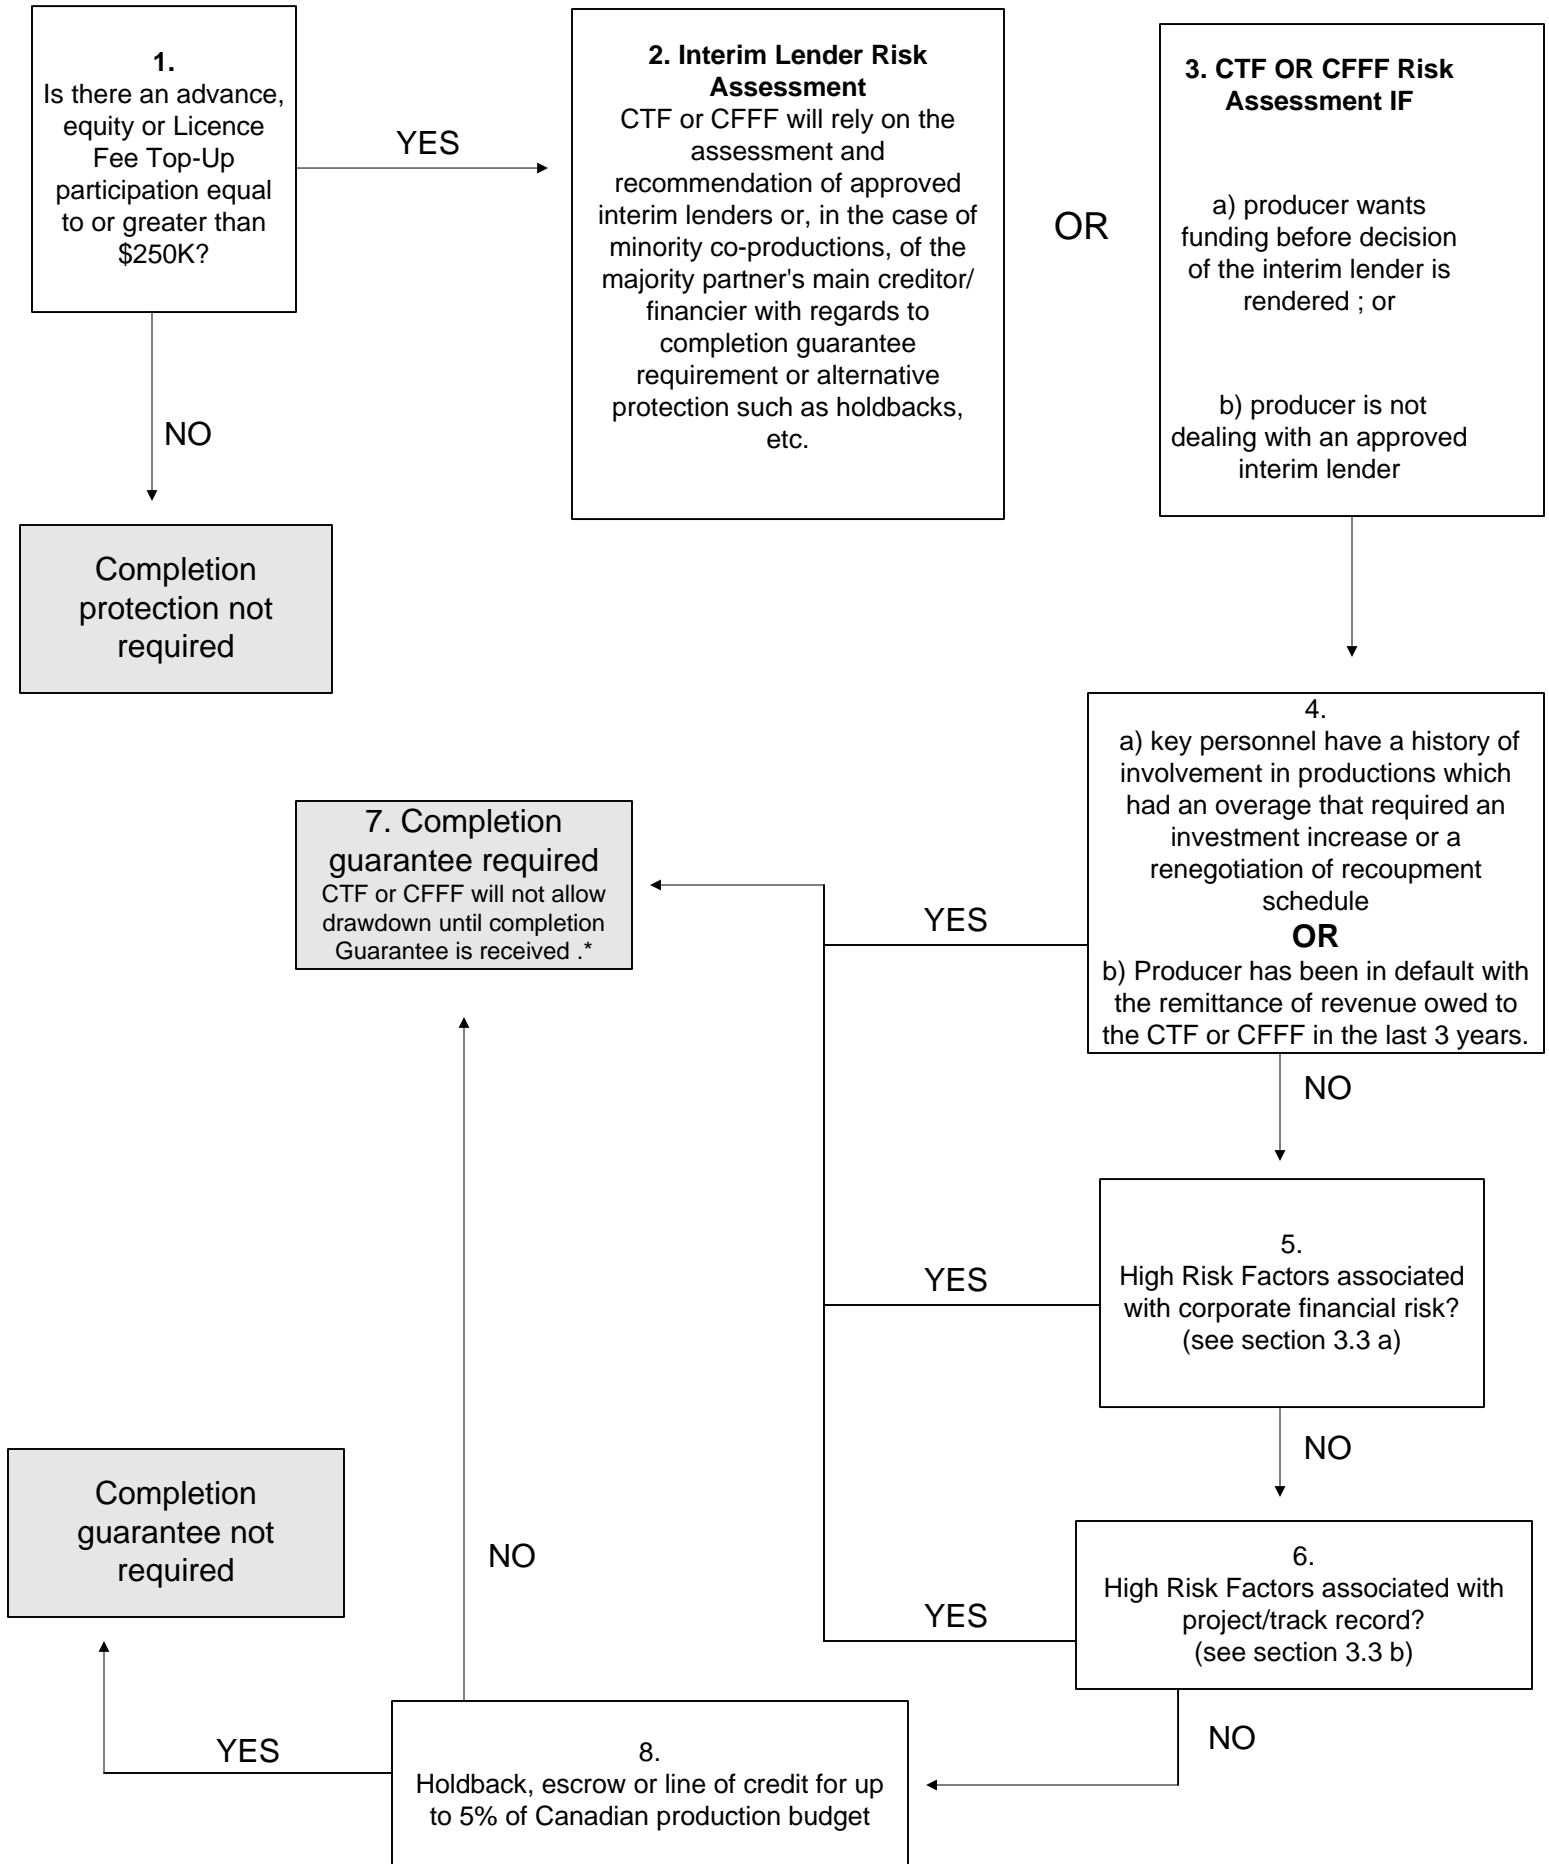 1.
Is there an advance,
equity or Licence
Fee Top-Up
participation equal
to or greater than
$250K?
YES
2. Interim Lender Risk
Assessment
CTF or CFFF will rely on the
assessment and
recommendation of approved
interim lenders or, in the case of
minority co-productions, of the
majority partner's main creditor/
financier with regards to
completion guarantee
requirement or alternative
protection such as holdbacks,
etc.
OR
3. CTF OR CFFF Risk
Assessment IF
a) producer wants
funding before decision
of the interim lender is
rendered ; or
b) producer is not
dealing with an approved
interim lender
NO
Completion
protection not
required
4.
a) key personnel have a history of
involvement in productions which
had an overage that required an
investment increase or a
renegotiation of recoupment
schedule
OR
b) Producer has been in default with
the remittance of revenue owed to
the CTF or CFFF in the last 3 years.
7. Completion
guarantee required
CTF or CFFF will not allow
drawdown until completion
Guarantee is received .*
YES
NO
5.
High Risk Factors associated
with corporate financial risk?
(see section 3.3 a)
YES
NO
6.
High Risk Factors associated with
project/track record?
(see section 3.3 b)
YES
NO
Completion
guarantee not
required
NO
YES
8.
Holdback, escrow or line of credit for up
to 5% of Canadian production budget